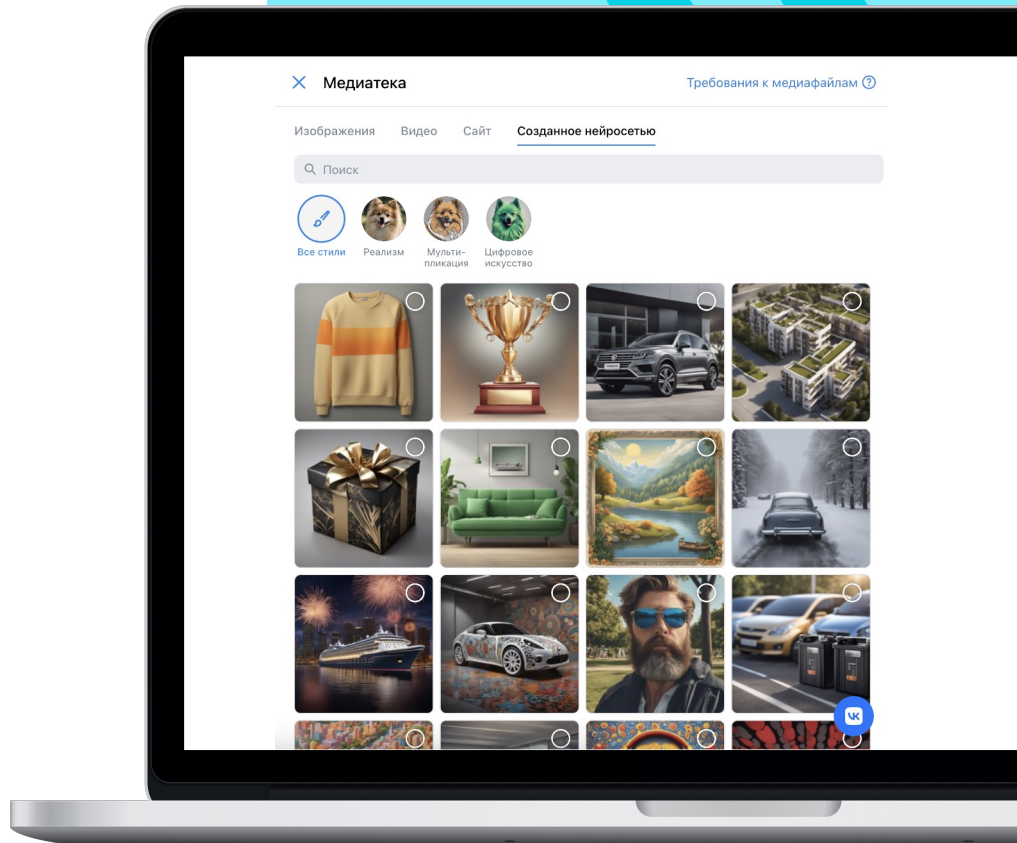 Медиатека
Требования к медиафайлам
Изображения Видео Сайт Созданное нейросетью
Поиск
Все стили
Реализм
Мульти-
пликация
Цифровое
искусство